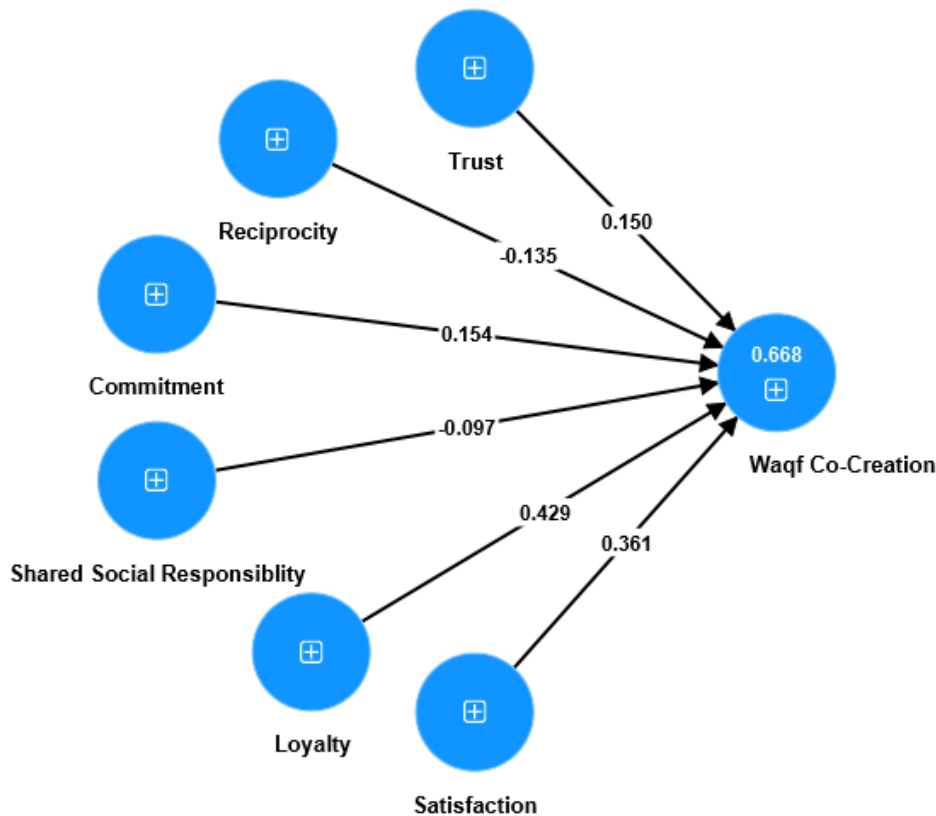 Trust
0.150
Reciprocity
-0.135
Commitment
0.154
0.668
Waqf Co-Creation
-0.097
Shared Social Responsiblity
0.429
0.361
Loyalty
Satisfaction